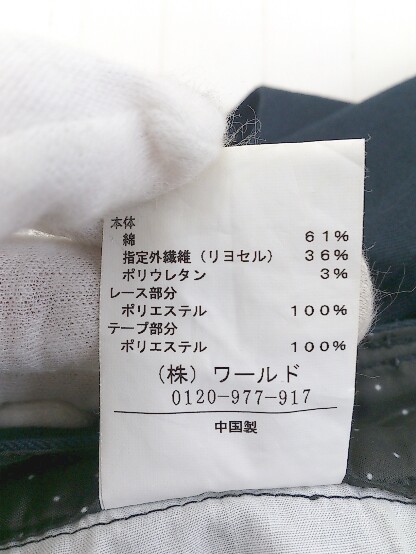 本体
綿 61%
指定外繊維（リヨセル） 36%
ポリウレタン 3%
レース部分
ポリエステル 100%
テープ部分
ポリエステル 100%
（株）ワールド
0120-977-917
中国製